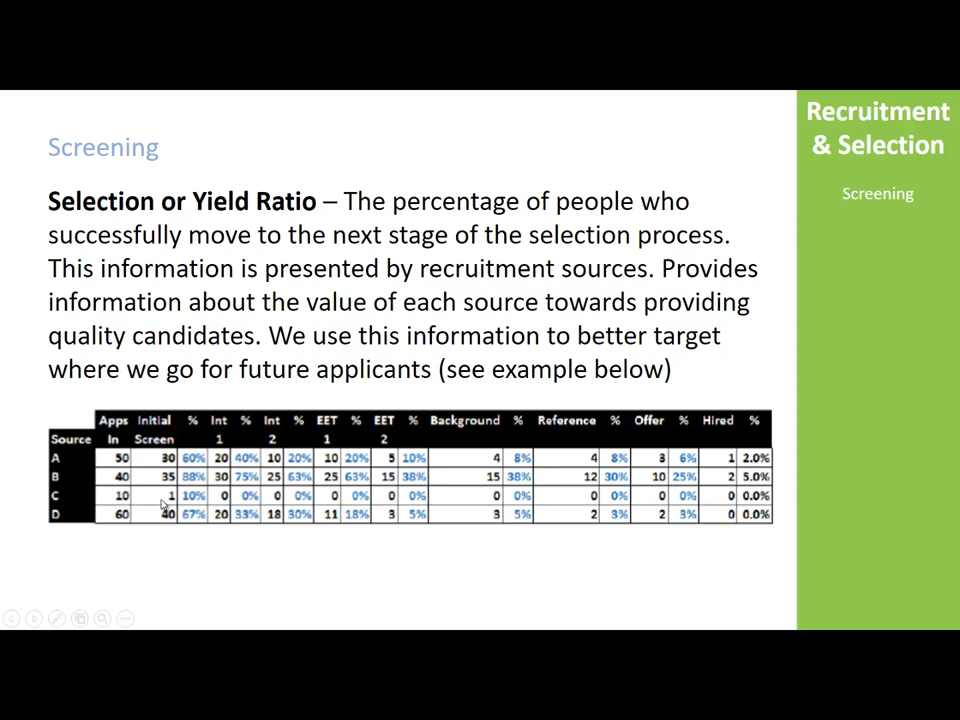 Recruitment
& Selection
Screening
Screening
Selection or Yield Ratio – The percentage of people who
successfully move to the next stage of the selection process.
This information is presented by recruitment sources. Provides
information about the value of each source towards providing
quality candidates. We use this information to better target
where we go for future applicants (see example below)
Apps Initial % Int % Int % EET % EET % Background % Reference % Offer % Hired %
Source In Screen 1 2 1 2
A 50 30 60% 20 40% 10 20% 10 20% 5 10% 4 8% 4 8% 3 6% 1 2.0%
B 40 35 88% 30 75% 25 63% 25 63% 15 38% 15 38% 12 30% 10 25% 2 5.0%
C 10 1 10% 0 0% 0 0% 0 0% 0 0% 0 0% 0 0% 0 0% 0 0.0%
D 60 40 67% 20 33% 18 30% 11 18% 3 5% 3 5% 2 3% 2 3% 0 0.0%